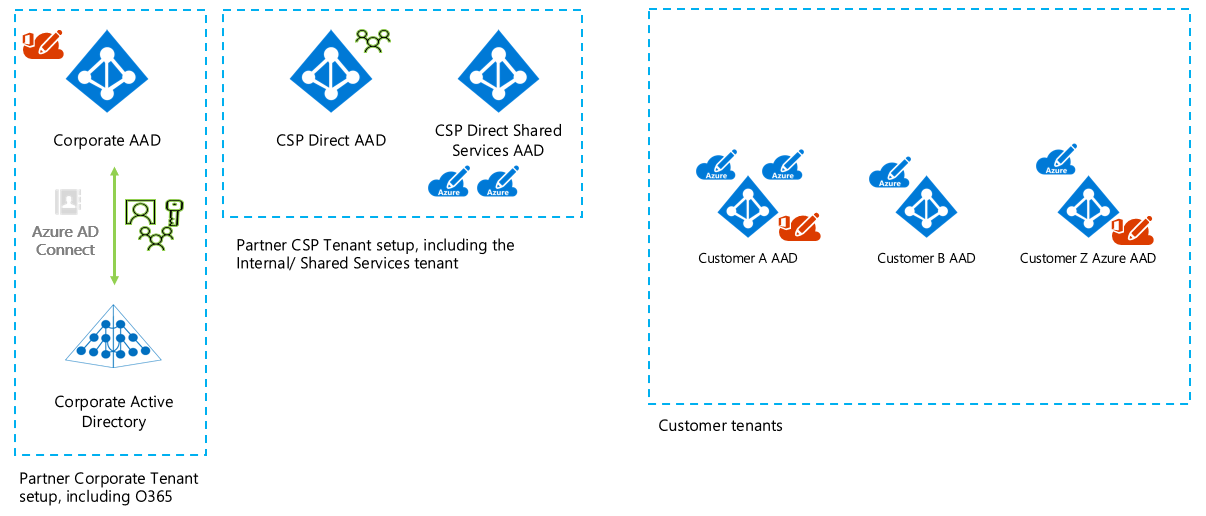 Corporate AAD
Azure AD
Connect
Corporate Active
Directory
Partner Corporate Tenant
setup, including O365
CSP Direct AAD
CSP Direct Shared
Services AAD
Azure
Azure
Partner CSP Tenant setup, including the
Internal/ Shared Services tenant
Azure
Azure
Customer A AAD
Azure
Customer B AAD
Azure
Customer Z Azure AAD
Customer tenants